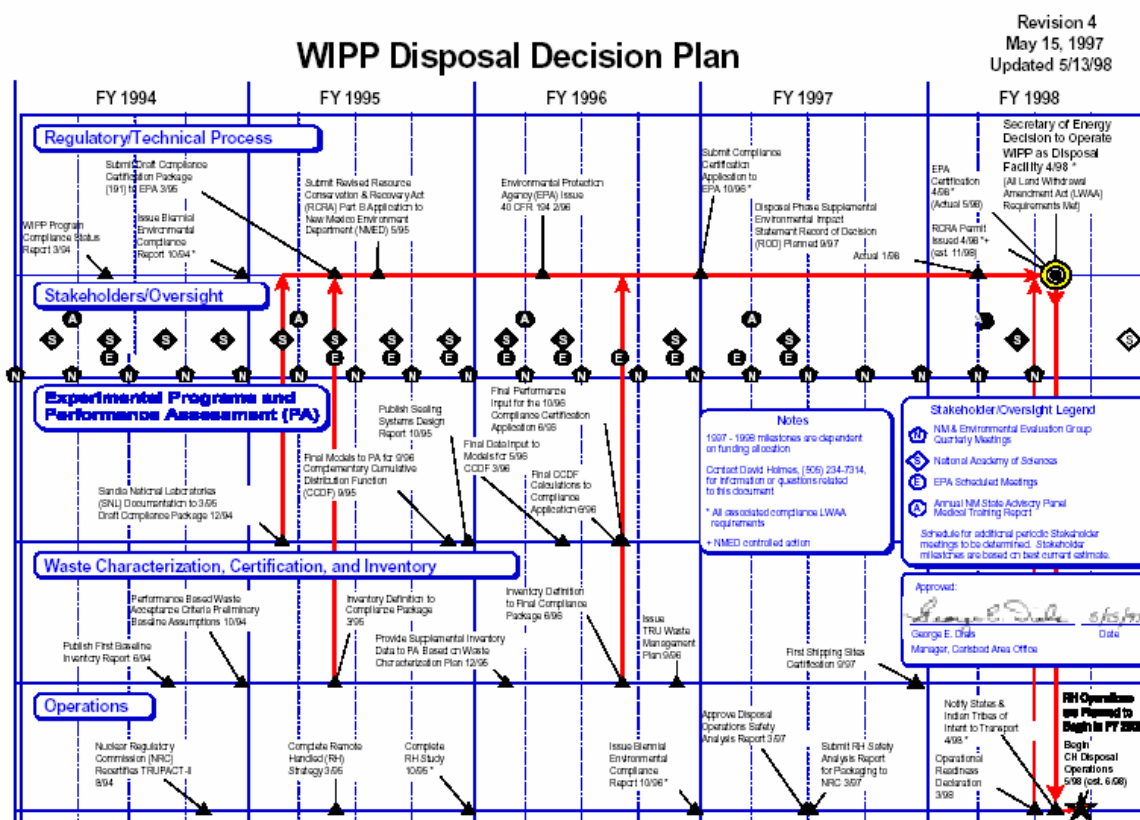 Revision 4
May 15, 1997
Updated 5/13/98
WIPP Disposal Decision Plan
FY 1994
FY 1995
FY 1996
FY 1997
FY 1998
Regulatory/Technical Process
WIPP Program
Compliance Status
Report 3/94
Submit Draft Compliance
Certification Package
(191) to EPA 3/95
Issue Biennial
Environmental
Compliance
Report 10/94 *
Submit Revised Resource
Conservation & Recovery Act
(RCRA) Part B Application to
New Mexico Environment
Department (NMED) 5/95
Environmental Protection
Agency (EPA) Issue
40 CFR 194 2/96
Submit Compliance
Certification
Application to
EPA 10/96 *
Disposal Phase Supplemental
Environmental Impact
Statement Record of Decision
(ROD) Planned 9/97
Actual 1/98
EPA
Certification
4/98 *
(Actual 5/98)
RCRA Permit
Issued 4/98 *+
(est. 11/98)
Secretary of Energy
Decision to Operate
WIPP as Disposal
Facility 4/98 *
(All Land Withdrawal
Amendment Act (LWAA)
Requirements Met)
Stakeholders/Oversight
A A A A
S S S S S S S S S S S S S S
E E E E E E E E
N N N N N N N N N N N N N N N N N N N
Experimental Programs and
Performance Assessment (PA)
Sandia National Laboratories
(SNL) Documentation to 3/95
Draft Compliance Package 12/94
Final Models to PA for 9/96
Complementary Cumulative
Distribution Function
(CCDF) 9/95
Publish Sealing
Systems Design
Report 10/95
Final Data Input to
Models for 5/96
CCDF 3/96
Final Performance
Input for the 10/96
Compliance Certification
Application 6/96
Final CCDF
Calculations to
Compliance
Application 6/96
Notes
1997 - 1998 milestones are dependent
on funding allocation
Contact David Holmes, (505) 234-7314,
for information or questions related
to this document
* All associated compliance LWAA
requirements
+ NMED controlled action
Stakeholder/Oversight Legend
N NM & Environmental Evaluation Group
Quarterly Meetings
S National Academy of Sciences
E EPA Scheduled Meetings
A Annual NM State Advisory Panel
Medical Training Report
Schedule for additional periodic Stakeholder
meetings to be determined. Stakeholder
milestones are based on best current estimate.
Approved:
George E. Dials
Date
Manager, Carlsbad Area Office
Waste Characterization, Certification, and Inventory
Publish First Baseline
Inventory Report 6/94
Performance Based Waste
Acceptance Criteria Preliminary
Baseline Assumptions 10/94
Inventory Definition to
Compliance Package
3/95
Provide Supplemental Inventory
Data to PA Based on Waste
Characterization Plan 12/95
Inventory Definition
to Final Compliance
Package 6/96
Issue
TRU Waste
Management
Plan 9/96
First Shipping Sites
Certification 9/97
Operations
Nuclear Regulatory
Commission (NRC)
Recertifies TRUPACT-II
8/94
Complete Remote
Handled (RH)
Strategy 3/95
Complete
RH Study
10/95 *
Issue Biennial
Environmental
Compliance
Report 10/96 *
Approve Disposal
Operations Safety
Analysis Report 3/97
Submit RH Safety
Analysis Report
for Packaging to
NRC 3/97
Notify States &
Indian Tribes of
Intent to Transport
4/98 *
Operational
Readiness
Declaration
3/98
RH Operations
are Planned to
Begin in FY
Begin
CH Disposal
Operations
5/98 (est. 6/98)